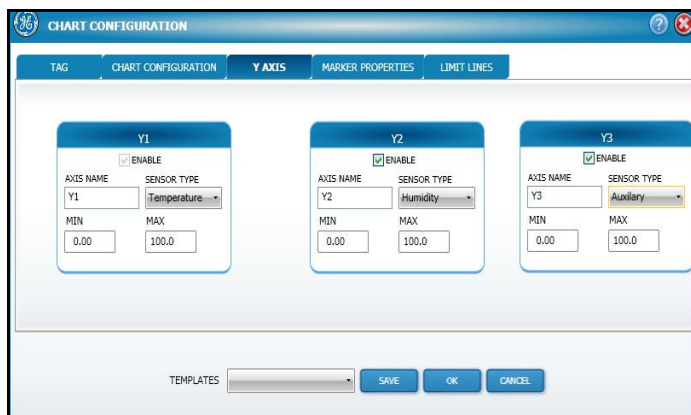 CHART CONFIGURATION
?
TAG CHART CONFIGURATION Y AXIS MARKER PROPERTIES LIMIT LINES
Y1
ENABLE
AXIS NAME SENSOR TYPE
Y1 Temperature
MIN MAX
0.00 100.0
Y2
ENABLE
AXIS NAME SENSOR TYPE
Y2 Humidity
MIN MAX
0.00 100.0
Y3
ENABLE
AXIS NAME SENSOR TYPE
Y3 Auxilary
MIN MAX
0.00 100.0
TEMPLATES SAVE OK CANCEL